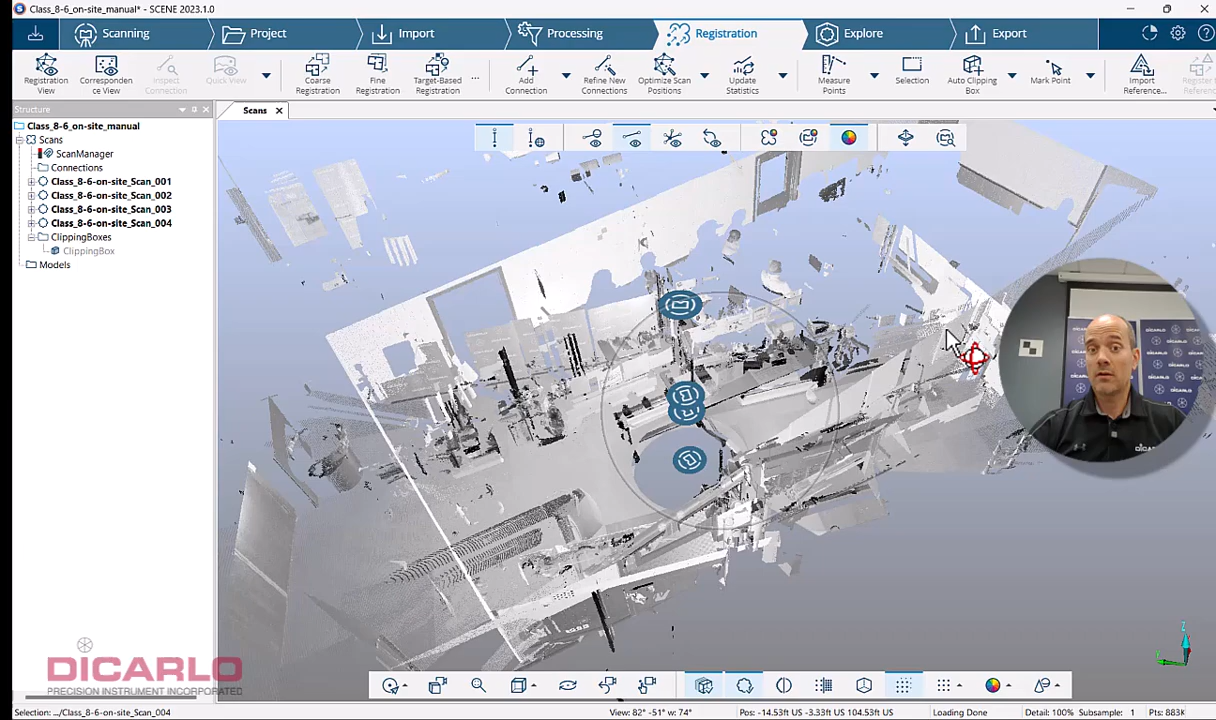 Class_8-6_on-site_manual* - SCENE 2023.1.0
Scanning
Project
Import
Processing
Registration
Explore
Export
Registration View
Corresponden ce View
Inspect Connection
Quick View
Coarse Registration
Fine Registration
Target-Based Registration
...
Add Connection
Refine New Connections
Optimize Scan Positions
Update Statistics
Measure Points
Selection
Auto Clipping Box
Mark Point
Import Reference...
Register Reference
Structure
Scans
Class_8-6_on-site_manual
Scans
ScanManager
Connections
Class_8-6-on-site_Scan_001
Class_8-6-on-site_Scan_002
Class_8-6-on-site_Scan_003
Class_8-6-on-site_Scan_004
ClippingBoxes
ClippingBox
Models
DICARLO
DICARLO
DICARLO
PRECISION INSTRUMENT INCORPORATED
Z
Y
Selection: .../Class_8-6-on-site_Scan_004
View: 82° -51° w: 74°
Pos: -14.53ft US -3.33ft US 104.53ft US
Loading Done
Detail: 100%
Subsample: 1
Pts: 883K